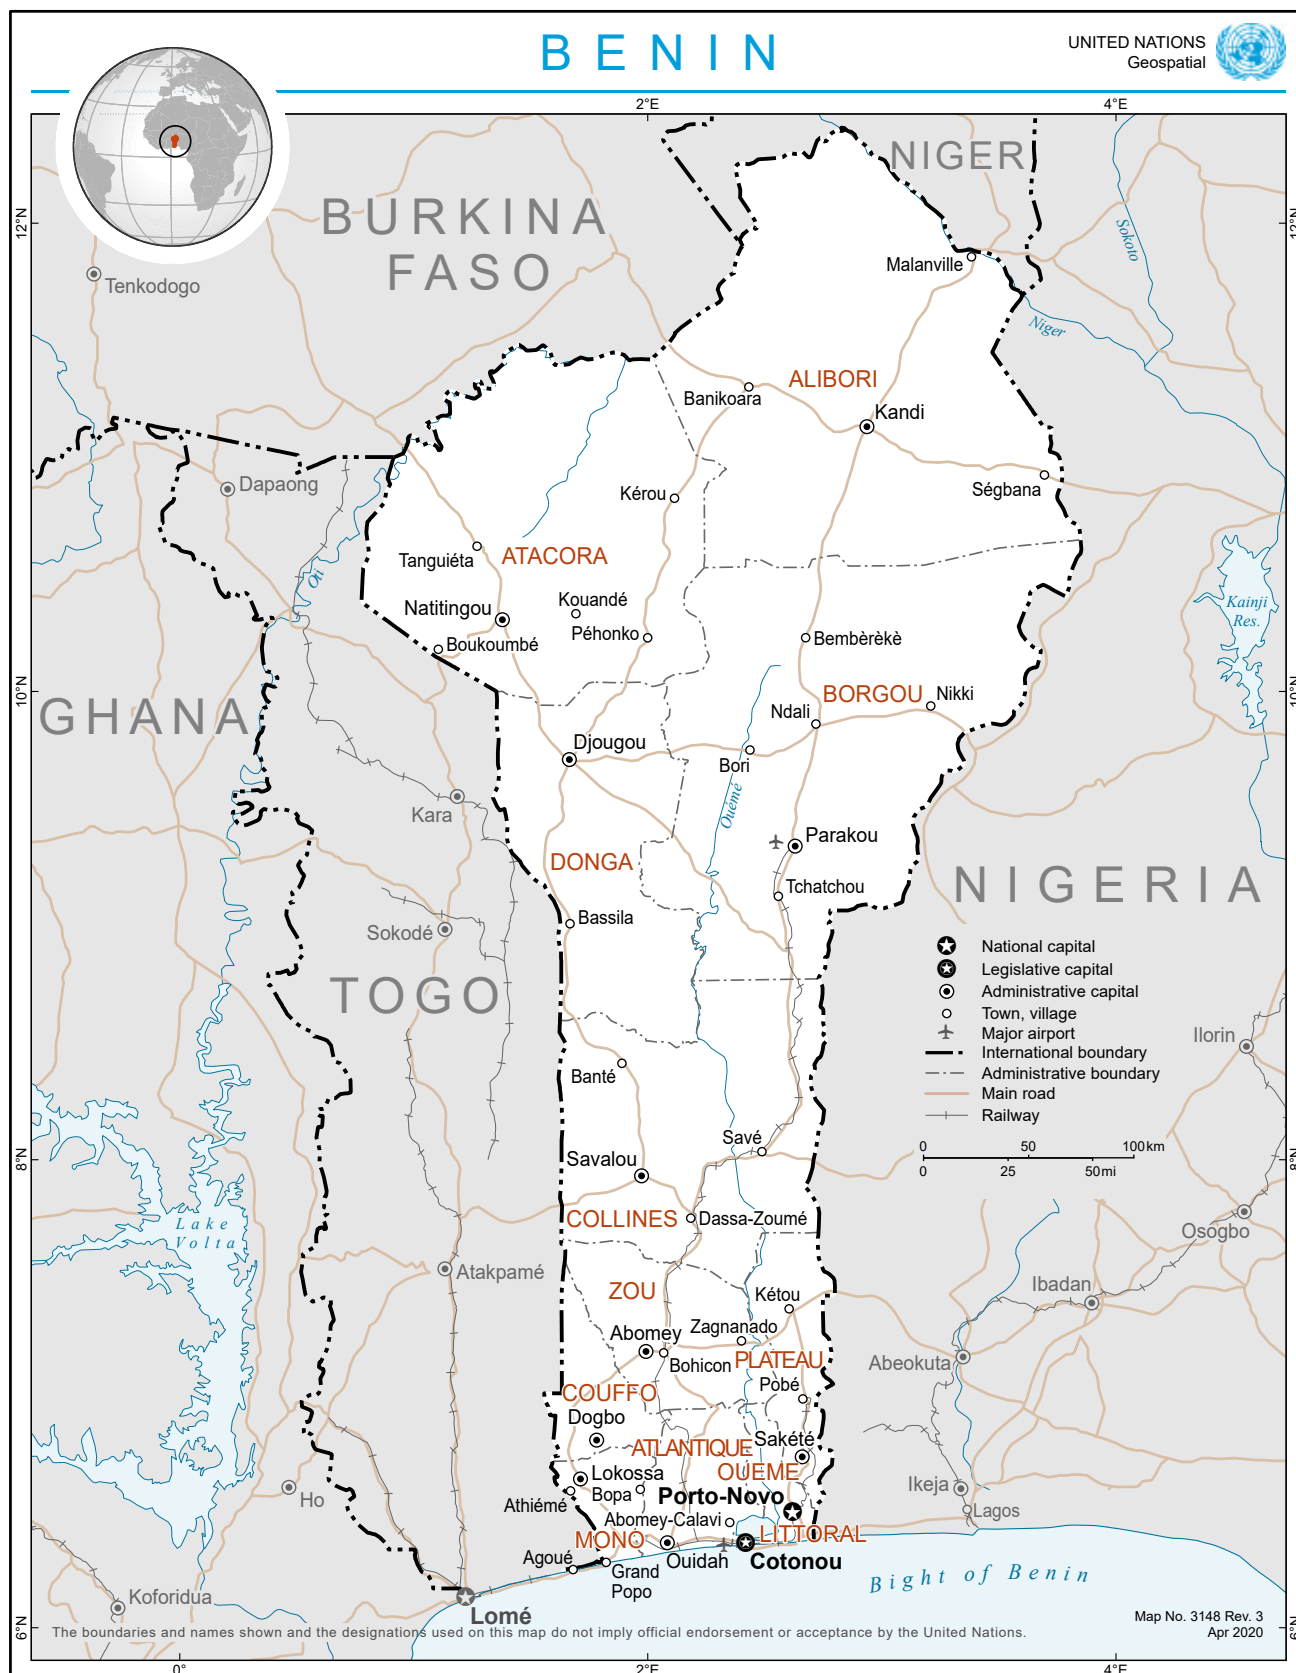 BENIN
UNITED NATIONS
Geospatial
2°E
4°E
12°N
12°N
NIGER
BURKINA
FASO
Sokoto
Malanville
Tenkodogo
Niger
ALIBORI
Banikoara
Kandi
Dapaong
Kérou
Ségbana
Tanguiéta
ATACORA
Oti
Kouandé
Natitingou
Péhonko
Boukoumbé
Bembèrèkè
Kainji
Res.
10°N
10°N
GHANA
BORGOU
Nikki
Ndali
Djougou
Bori
Ouémé
Kara
Parakou
DONGA
NIGERIA
Tchatchou
Bassila
Sokodé
TOGO
National capital
Legislative capital
Administrative capital
Town, village
Major airport
International boundary
Administrative boundary
Main road
Railway
0 50 100 km
0 25 50 mi
Ilorin
Banté
Savé
8°N
8°N
Savalou
COLLINES
Dassa-Zoumé
Lake
Volta
Osogbo
Atakpamé
ZOU
Kétou
Ibadan
Abomey
Zagnanado
Bohicon
PLATEAU
Abeokuta
Pobé
COUFFO
Dogbo
ATLANTIQUE
Sakété
OUEME
Lokossa
Bopa
Porto-Novo
Athiémé
Ho
Ikeja
Lagos
Abomey-Calavi
MONO
LITTORAL
Agoué
Ouidah
Cotonou
Grand
Popo
Bight of Benin
Koforidua
Lomé
Map No. 3148 Rev. 3
Apr 2020
The boundaries and names shown and the designations used on this map do not imply official endorsement or acceptance by the United Nations.
6°N
6°N
0°
2°E
4°E